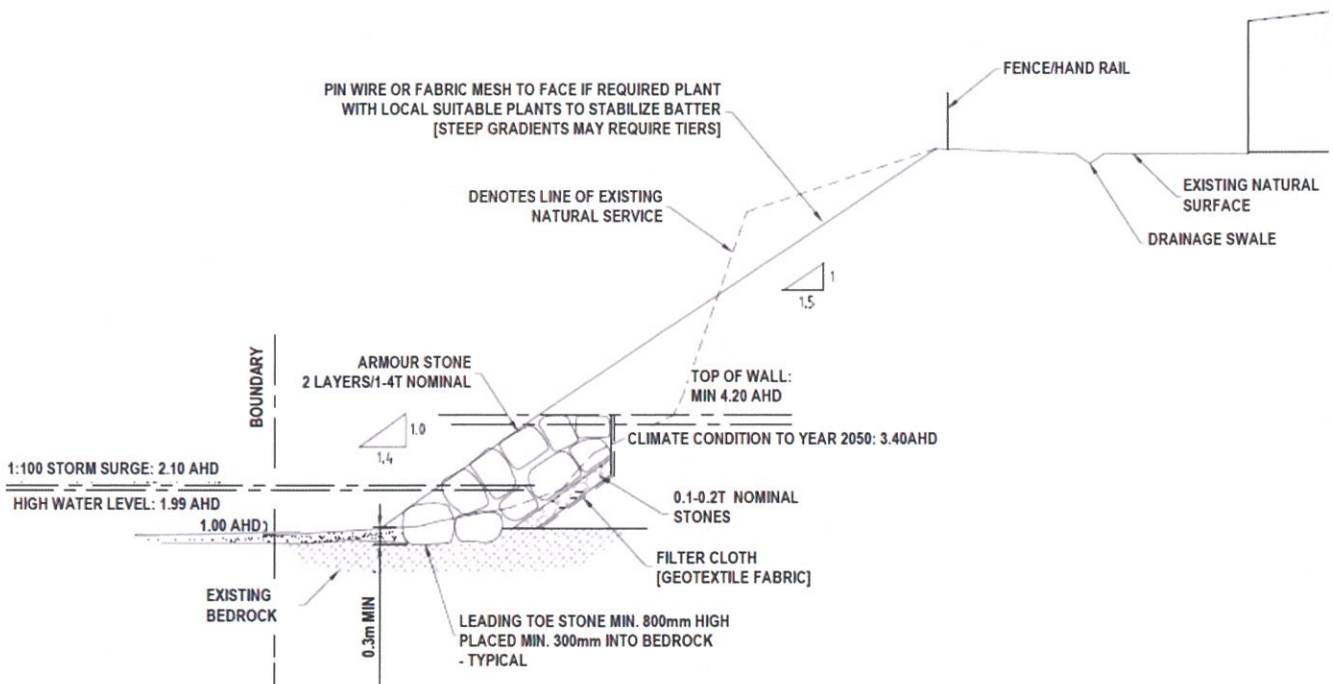 FENCE/HAND RAIL
PIN WIRE OR FABRIC MESH TO FACE IF REQUIRED PLANT
WITH LOCAL SUITABLE PLANTS TO STABILIZE BATTER
[STEEP GRADIENTS MAY REQUIRE TIERS]
DENOTES LINE OF EXISTING
NATURAL SERVICE
EXISTING NATURAL
SURFACE
DRAINAGE SWALE
1
1.5
BOUNDARY
ARMOUR STONE
2 LAYERS/1-4T NOMINAL
TOP OF WALL:
MIN 4.20 AHD
1.0
1.4
CLIMATE CONDITION TO YEAR 2050: 3.40AHD
1:100 STORM SURGE: 2.10 AHD
HIGH WATER LEVEL: 1.99 AHD
1.00 AHD
0.1-0.2T NOMINAL
STONES
FILTER CLOTH
[GEOTEXTILE FABRIC]
EXISTING
BEDROCK
0.3m MIN
LEADING TOE STONE MIN. 800mm HIGH
PLACED MIN. 300mm INTO BEDROCK
- TYPICAL